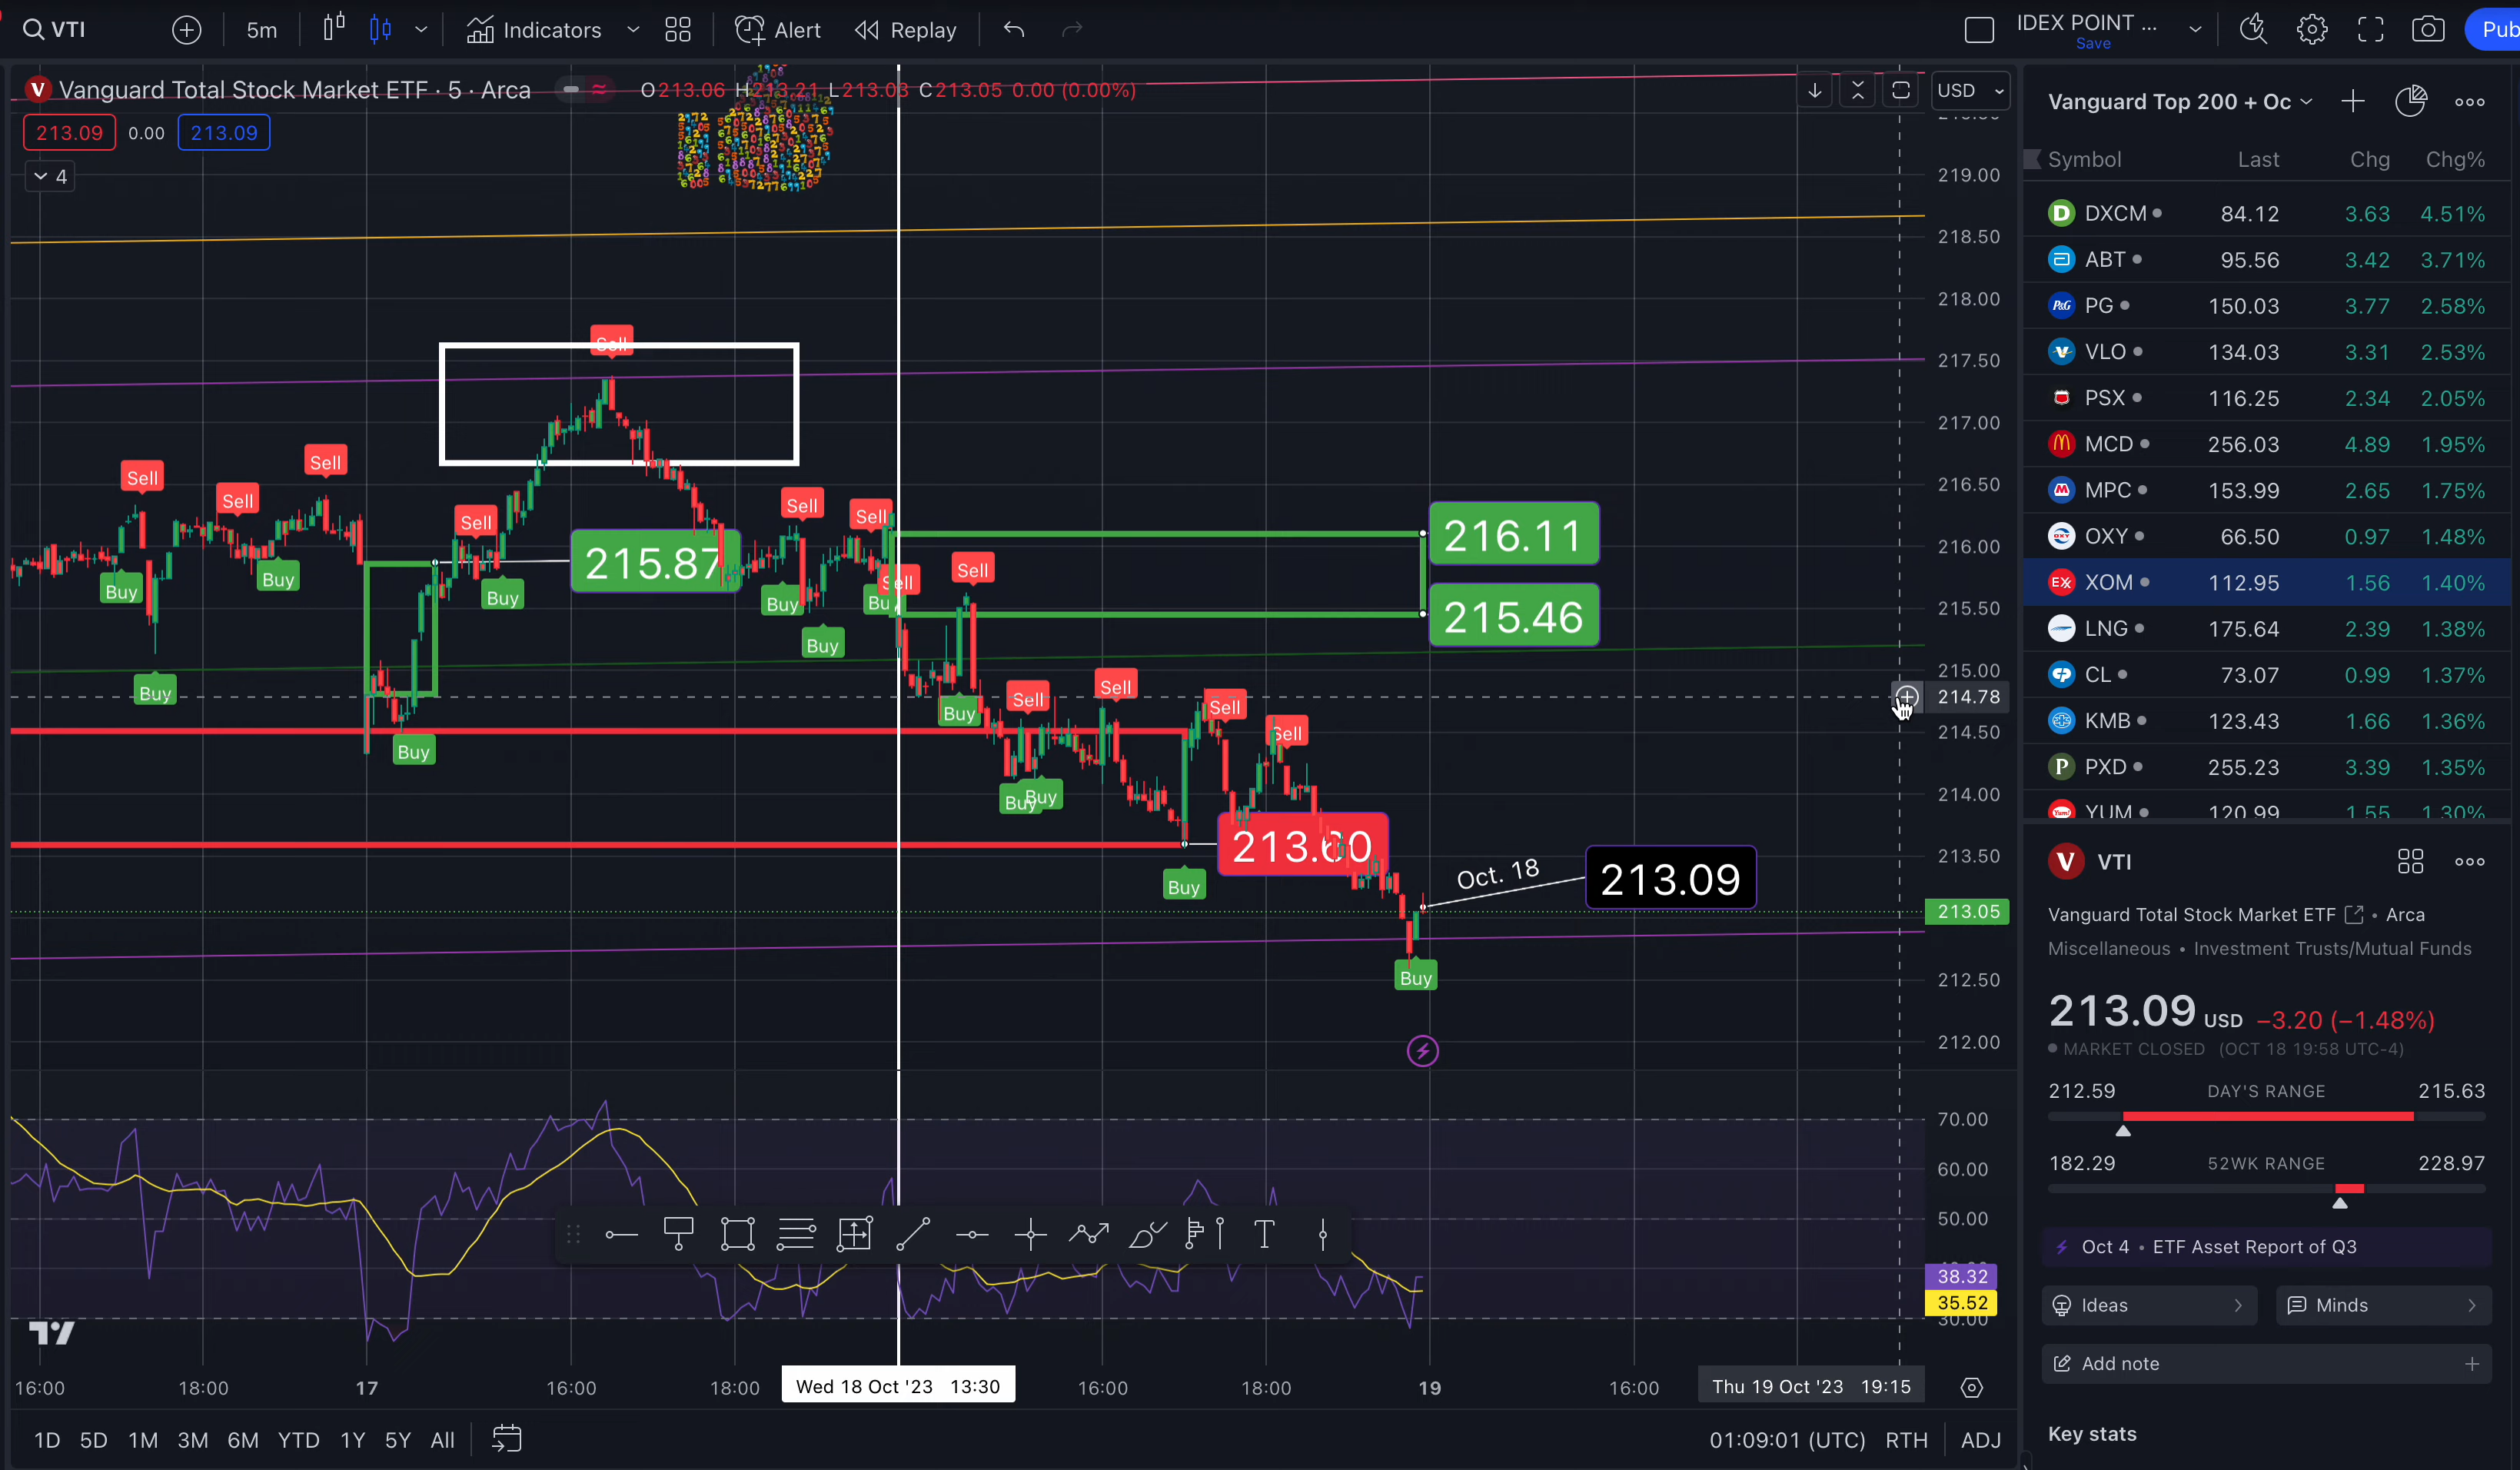 VTI
5m
Indicators
Alert
Replay
IDEX POINT ...
Save
Pub
Vanguard Total Stock Market ETF · 5 · Arca
O213.06 H213.21 L213.03 C213.05 0.00 (0.00%)
USD
213.09 0.00 213.09
4
Sell
Sell
Sell
Sell
Sell
Sell
Sell
Sell
Sell
Sell
Sell
Sell
Sell
Buy
Buy
Buy
Buy
Buy
Buy
Buy
Buy
Buy
Buy
Buy
Buy
215.87
216.11
215.46
213.60
Oct. 18
213.09
219.00
218.50
218.00
217.50
217.00
216.50
216.00
215.50
215.00
214.78
214.50
214.00
213.50
213.05
212.50
212.00
70.00
60.00
50.00
38.32
35.52
30.00
16:00 18:00 17 16:00 18:00 Wed 18 Oct '23 13:30 16:00 18:00 19 16:00 Thu 19 Oct '23 19:15
1D 5D 1M 3M 6M YTD 1Y 5Y All
01:09:01 (UTC) RTH ADJ
Vanguard Top 200 + Oc
Symbol Last Chg Chg%
D DXCM 84.12 3.63 4.51%
ABT 95.56 3.42 3.71%
P&G PG 150.03 3.77 2.58%
VLO 134.03 3.31 2.53%
PSX 116.25 2.34 2.05%
MCD 256.03 4.89 1.95%
MPC 153.99 2.65 1.75%
OXY OXY 66.50 0.97 1.48%
EX XOM 112.95 1.56 1.40%
LNG 175.64 2.39 1.38%
CL 73.07 0.99 1.37%
KMB 123.43 1.66 1.36%
P PXD 255.23 3.39 1.35%
YUM 120.99 1.55 1.30%
V VTI
Vanguard Total Stock Market ETF • Arca
Miscellaneous • Investment Trusts/Mutual Funds
213.09 USD −3.20 (−1.48%)
MARKET CLOSED (OCT 18 19:58 UTC-4)
212.59 DAY'S RANGE 215.63
182.29 52WK RANGE 228.97
Oct 4 • ETF Asset Report of Q3
Ideas
Minds
Add note
Key stats